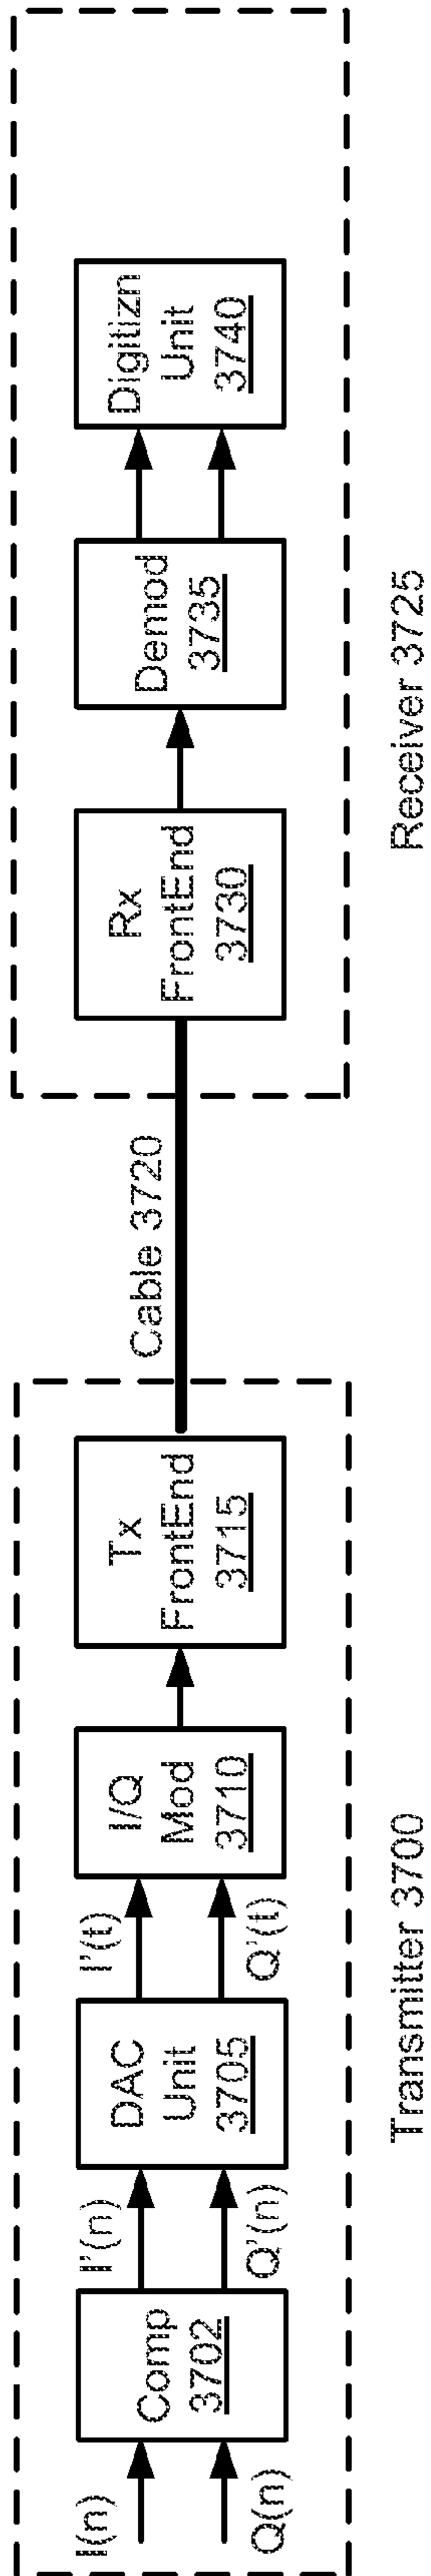 I(n)
Q(n)
Comp
3702
I'(n)
Q'(n)
DAC
Unit
3705
I'(t)
Q'(t)
I/Q
Mod
3710
Tx
FrontEnd
3715
Transmitter 3700
Cable 3720
Rx
FrontEnd
3730
Demod
3735
Digitizn
Unit
3740
Receiver 3725